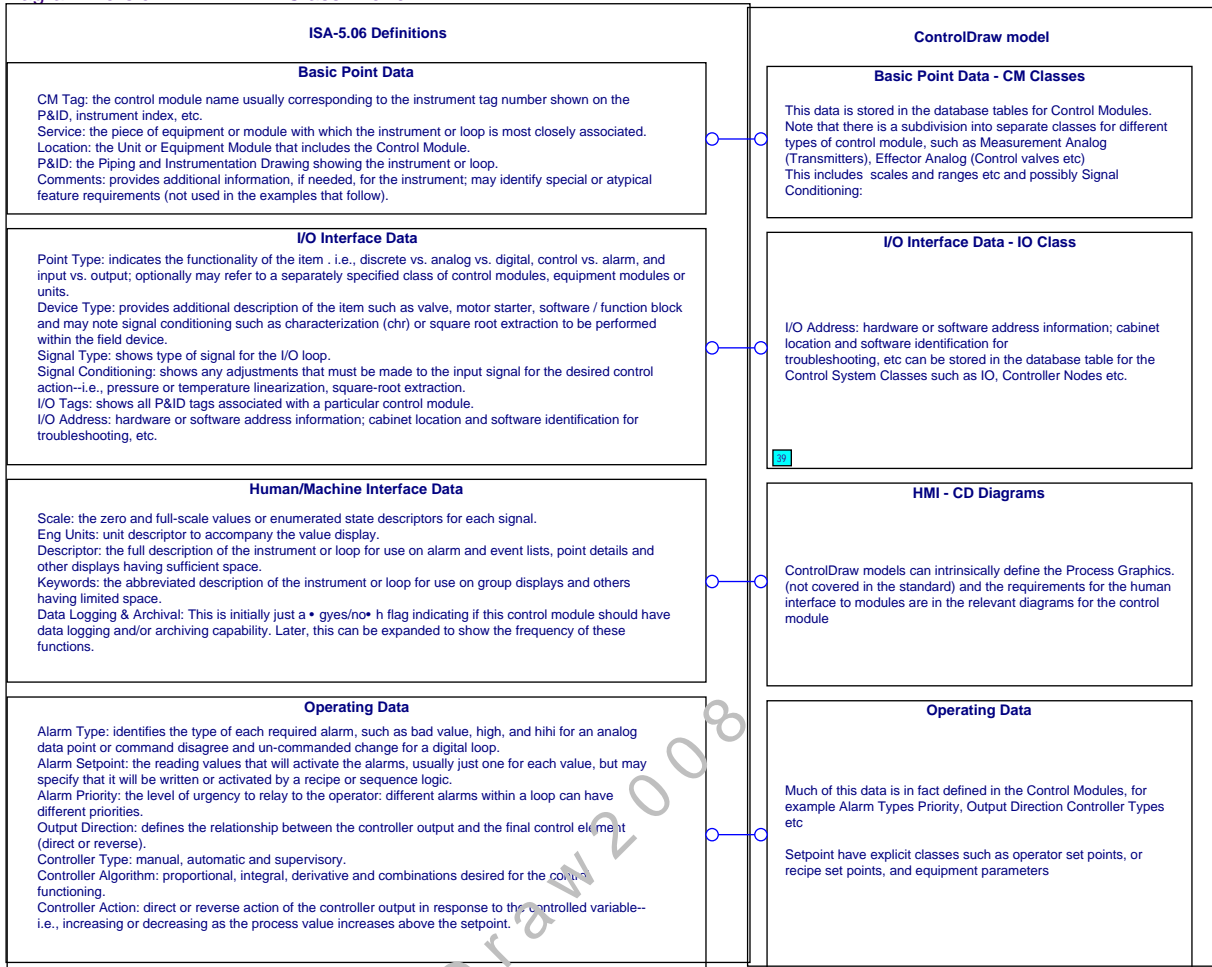 ISA-5.06 Definitions
Basic Point Data
CM Tag: the control module name usually corresponding to the instrument tag number shown on the
P&ID, instrument index, etc.
Service: the piece of equipment or module with which the instrument or loop is most closely associated.
Location: the Unit or Equipment Module that includes the Control Module.
P&ID: the Piping and Instrumentation Drawing showing the instrument or loop.
Comments: provides additional information, if needed, for the instrument; may identify special or atypical
feature requirements (not used in the examples that follow).
I/O Interface Data
Point Type: indicates the functionality of the item . i.e., discrete vs. analog vs. digital, control vs. alarm, and
input vs. output; optionally may refer to a separately specified class of control modules, equipment modules or
units.
Device Type: provides additional description of the item such as valve, motor starter, software / function block
and may note signal conditioning such as characterization (chr) or square root extraction to be performed
within the field device.
Signal Type: shows type of signal for the I/O loop.
Signal Conditioning: shows any adjustments that must be made to the input signal for the desired control
action--i.e., pressure or temperature linearization, square-root extraction.
I/O Tags: shows all P&ID tags associated with a particular control module.
I/O Address: hardware or software address information; cabinet location and software identification for
troubleshooting, etc.
Human/Machine Interface Data
Scale: the zero and full-scale values or enumerated state descriptors for each signal.
Eng Units: unit descriptor to accompany the value display.
Descriptor: the full description of the instrument or loop for use on alarm and event lists, point details and
other displays having sufficient space.
Keywords: the abbreviated description of the instrument or loop for use on group displays and others
having limited space.
Data Logging & Archival: This is initially just a • gyes/no• h flag indicating if this control module should have
data logging and/or archiving capability. Later, this can be expanded to show the frequency of these
functions.
Operating Data
Alarm Type: identifies the type of each required alarm, such as bad value, high, and hihi for an analog
data point or command disagree and un-commanded change for a digital loop.
Alarm Setpoint: the reading values that will activate the alarms, usually just one for each value, but may
specify that it will be written or activated by a recipe or sequence logic.
Alarm Priority: the level of urgency to relay to the operator: different alarms within a loop can have
different priorities.
Output Direction: defines the relationship between the controller output and the final control element
(direct or reverse).
Controller Type: manual, automatic and supervisory.
Controller Algorithm: proportional, integral, derivative and combinations desired for the control
functioning.
Controller Action: direct or reverse action of the controller output in response to the controlled variable--
i.e., increasing or decreasing as the process value increases above the setpoint.
ControlDraw model
Basic Point Data - CM Classes
This data is stored in the database tables for Control Modules.
Note that there is a subdivision into separate classes for different
types of control module, such as Measurement Analog
(Transmitters), Effector Analog (Control valves etc)
This includes scales and ranges etc and possibly Signal
Conditioning:
I/O Interface Data - IO Class
I/O Address: hardware or software address information; cabinet
location and software identification for
troubleshooting, etc can be stored in the database table for the
Control System Classes such as IO, Controller Nodes etc.
39
HMI - CD Diagrams
ControlDraw models can intrinsically define the Process Graphics.
(not covered in the standard) and the requirements for the human
interface to modules are in the relevant diagrams for the control
module
Operating Data
Much of this data is in fact defined in the Control Modules, for
example Alarm Types Priority, Output Direction Controller Types
etc
Setpoint have explicit classes such as operator set points, or
recipe set points, and equipment parameters
raw2008